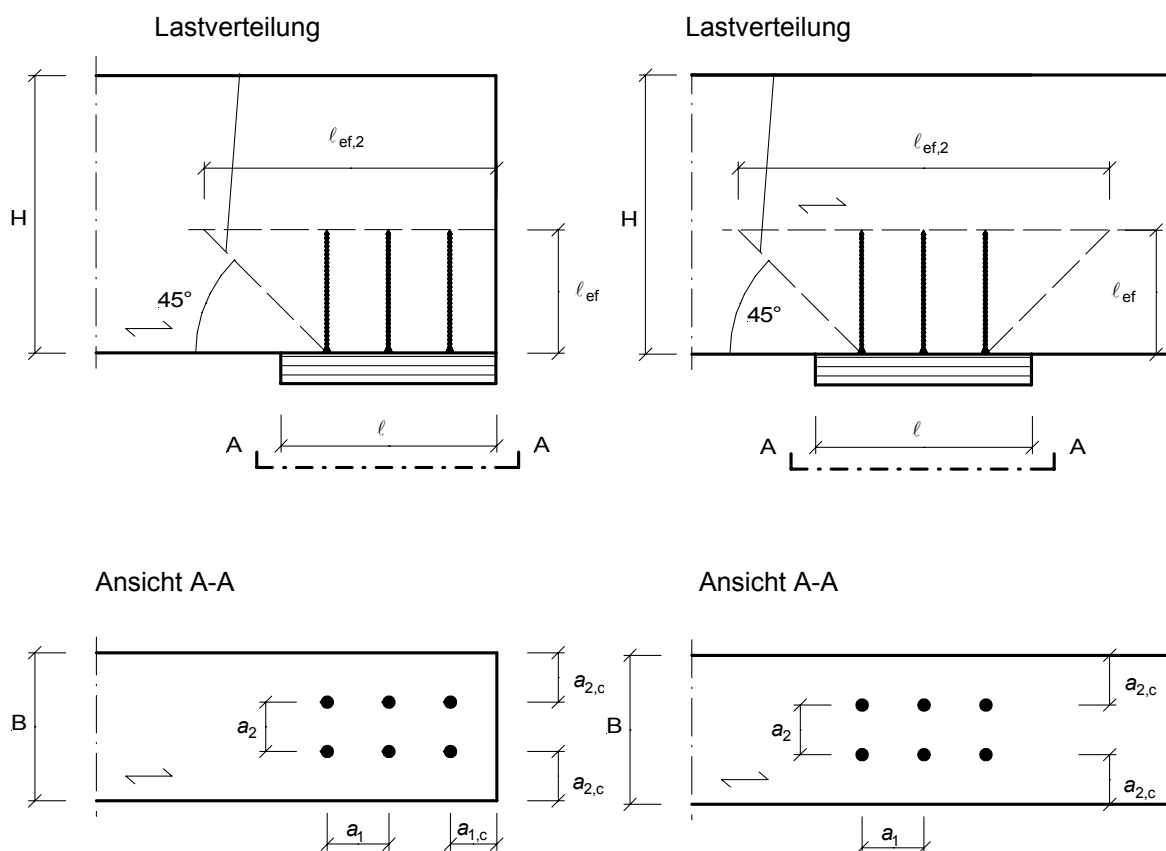 Lastverteilung
Lastverteilung
ℓef,2
ℓef,2
H
H
45°
45°
ℓef
ℓef
ℓ
ℓ
A
A
A
A
Ansicht A-A
Ansicht A-A
B
a2
a2,c
a2,c
B
a2
a2,c
a2,c
a1
a1,c
a1